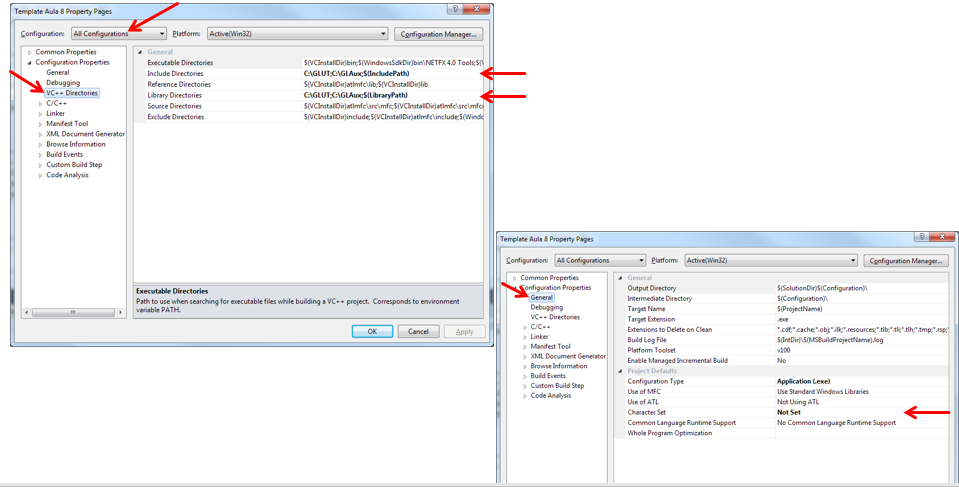 Template Aula 8 Property Pages
Configuration: All Configurations Platform: Active(Win32) Configuration Manager...
Common Properties
Configuration Properties
General
Debugging
VC++ Directories
C/C++
Linker
Manifest Tool
XML Document Generator
Browse Information
Build Events
Custom Build Step
Code Analysis
General
Executable Directories $(VCInstallDir)bin;$(WindowsSdkDir)bin\NETFX 4.0 Tools;$(
Include Directories C:\GLUT;C:\GLAux;$(IncludePath)
Reference Directories $(VCInstallDir)atlmfc\lib;$(VCInstallDir)lib
Library Directories C:\GLUT;C:\GLAux;$(LibraryPath)
Source Directories $(VCInstallDir)atlmfc\src\mfc;$(VCInstallDir)atlmfc\src\mfc
Exclude Directories $(VCInstallDir)include;$(VCInstallDir)atlmfc\include;$(Windo
Executable Directories
Path to use when searching for executable files while building a VC++ project. Corresponds to environment
variable PATH.
OK Cancel Apply
Template Aula 8 Property Pages
Configuration: All Configurations Platform: Active(Win32) Configuration Manager...
Common Properties
Configuration Properties
General
Debugging
VC++ Directories
C/C++
Linker
Manifest Tool
XML Document Generator
Browse Information
Build Events
Custom Build Step
Code Analysis
General
Output Directory $(SolutionDir)$(Configuration)\
Intermediate Directory $(Configuration)\
Target Name $(ProjectName)
Target Extension .exe
Extensions to Delete on Clean *.cdf;*.cache;*.obj;*.ilk;*.resources;*.tlb;*.tli;*.tlh;*.tmp;*.rsp;
Build Log File $(IntDir)\$(MSBuildProjectName).log
Platform Toolset v100
Enable Managed Incremental Build No
Project Defaults
Configuration Type Application (.exe)
Use of MFC Use Standard Windows Libraries
Use of ATL Not Using ATL
Character Set Not Set
Common Language Runtime Support No Common Language Runtime Support
Whole Program Optimization